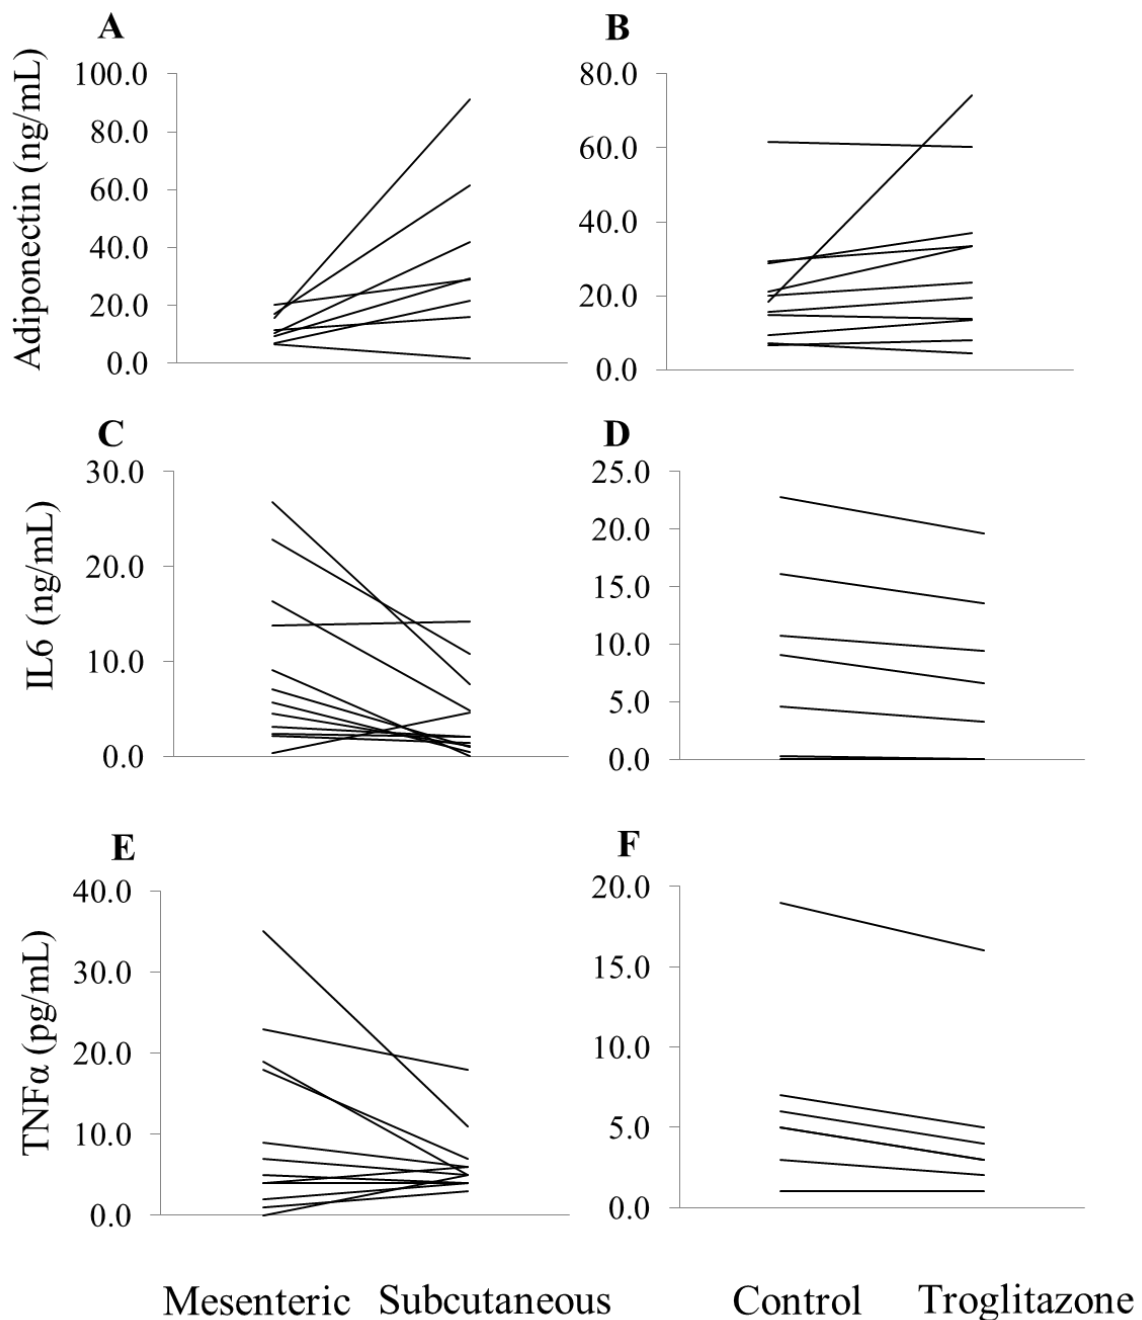 A
Adiponectin (ng/mL)
100.0
80.0
60.0
40.0
20.0
0.0
B
80.0
60.0
40.0
20.0
0.0
C
IL6 (ng/mL)
30.0
20.0
10.0
0.0
D
25.0
20.0
15.0
10.0
5.0
0.0
E
TNFα (pg/mL)
40.0
30.0
20.0
10.0
0.0
F
20.0
15.0
10.0
5.0
0.0
Mesenteric Subcutaneous
Control Troglitazone